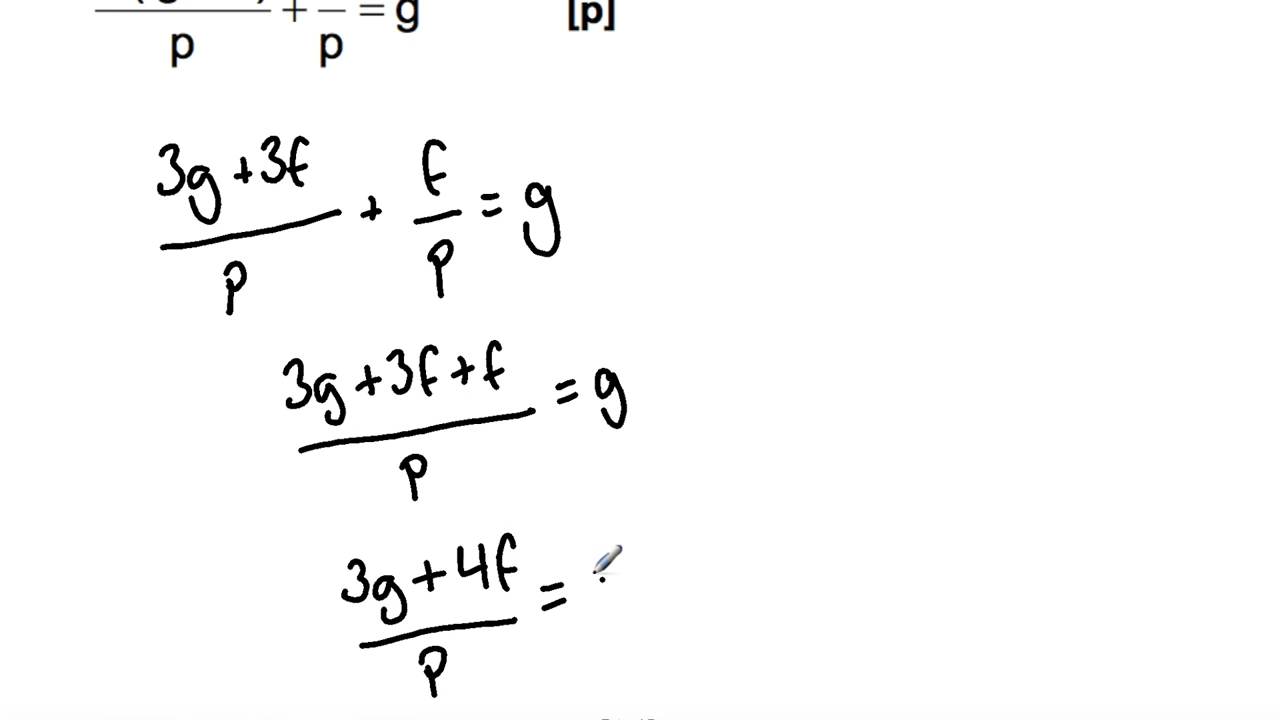 p + p = g [p]
3g+3f/p + f/p = g
3g+3f+f/p = g
3g+4f/p =